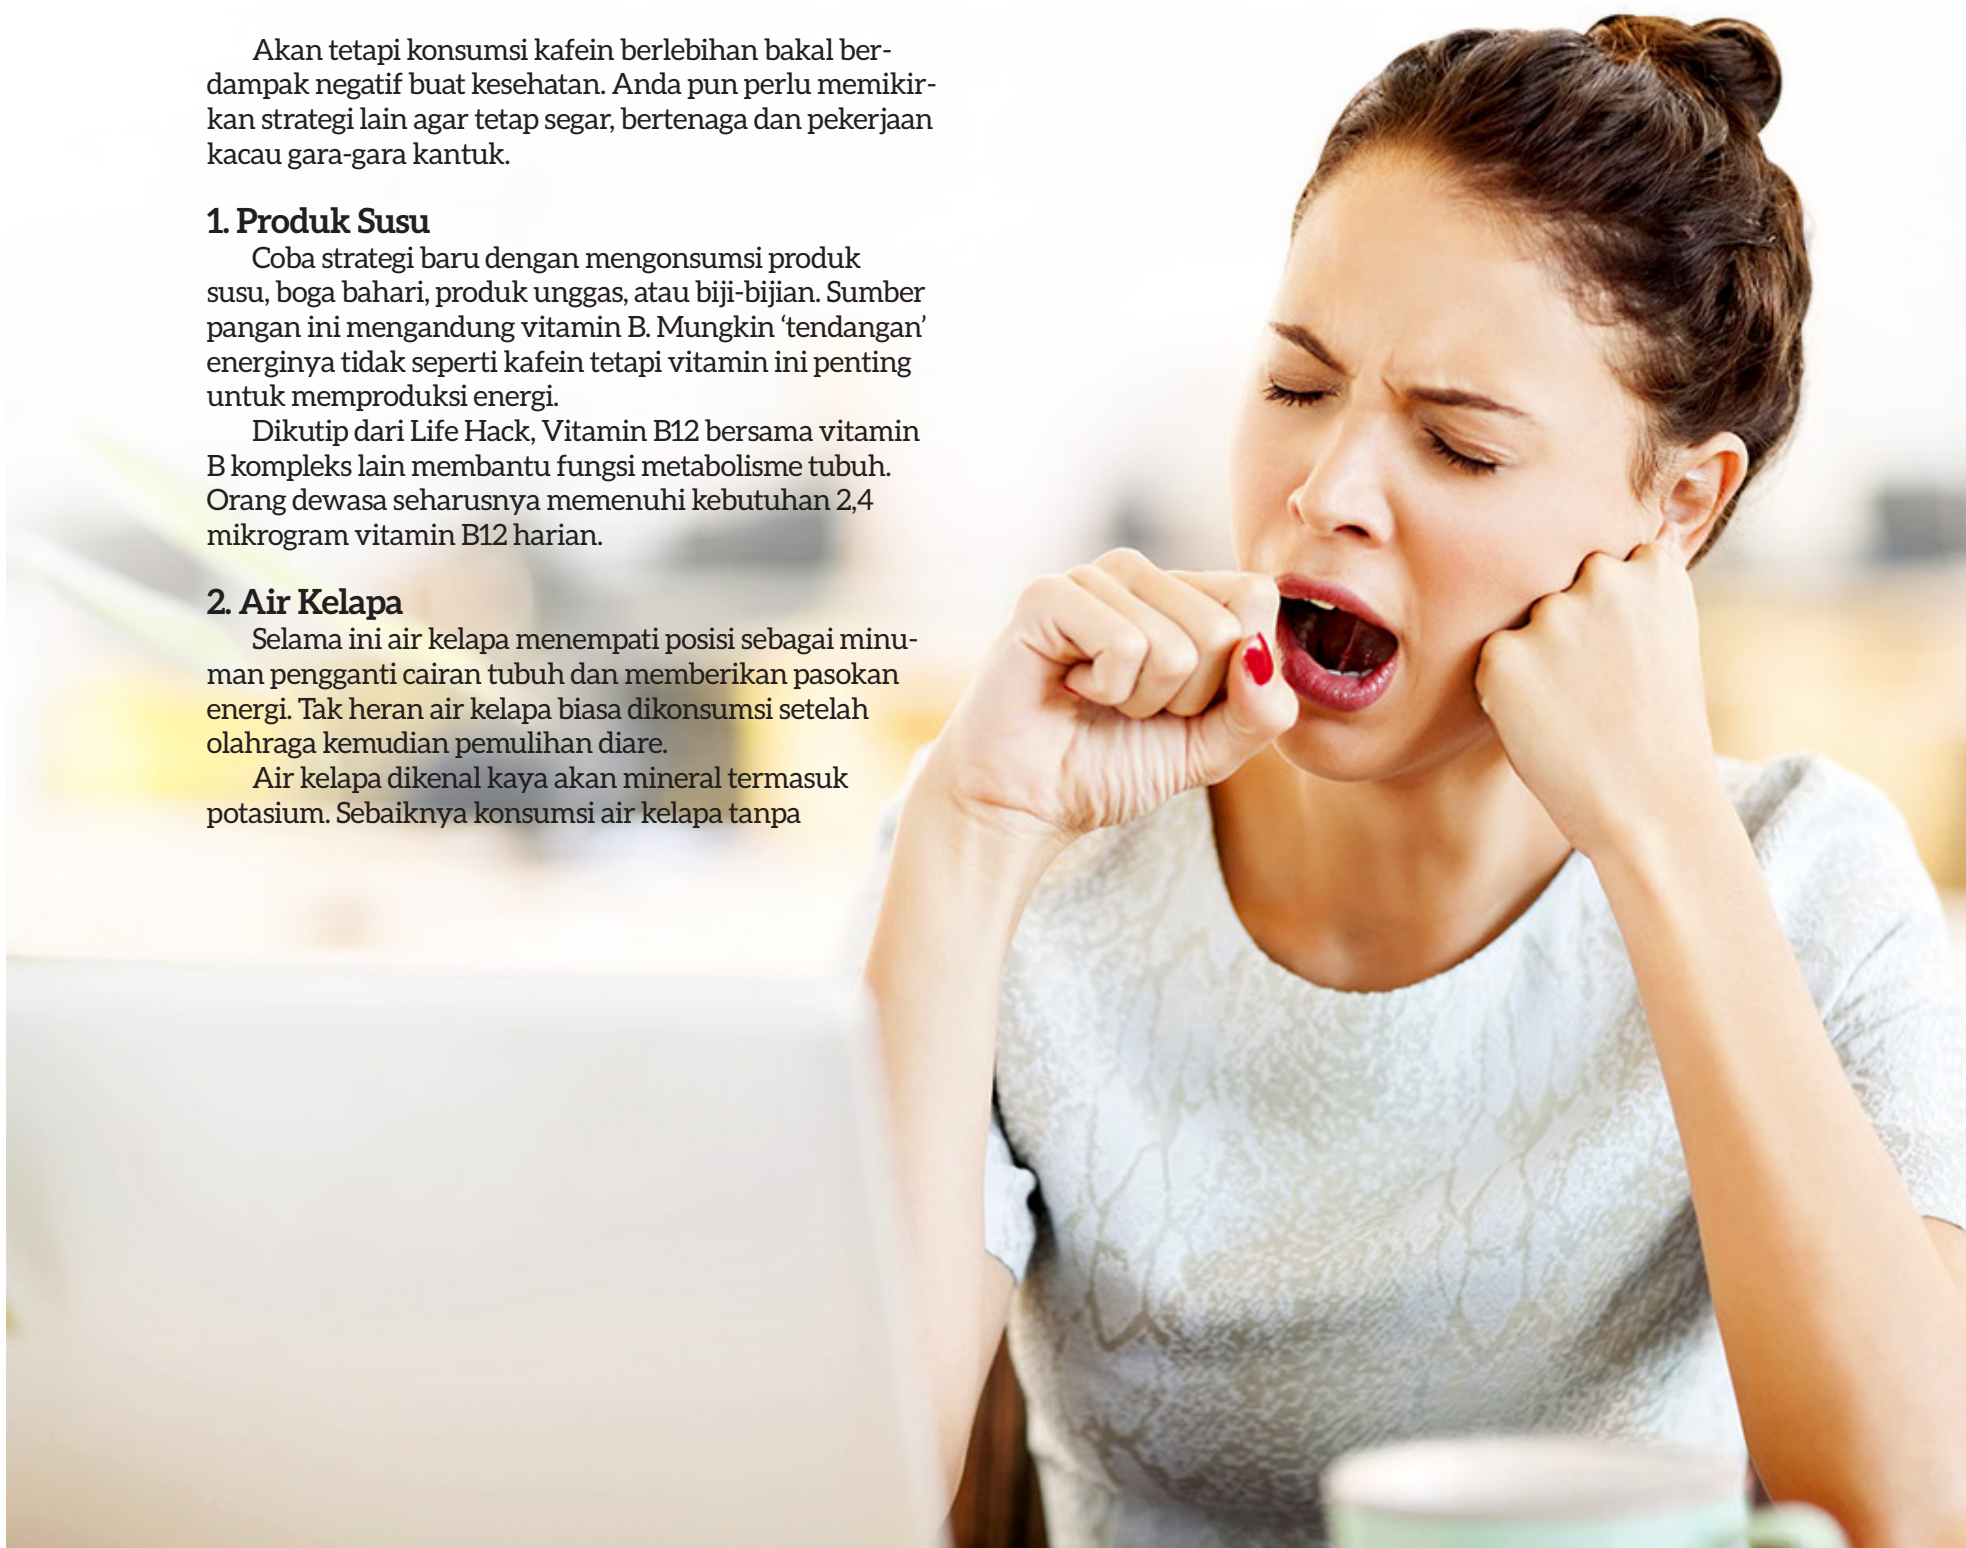 Akan tetapi konsumsi kafein berlebihan bakal ber-
dampak negatif buat kesehatan. Anda pun perlu memikir-
kan strategi lain agar tetap segar, bertenaga dan pekerjaan
kacau gara-gara kantuk.
1. Produk Susu
Coba strategi baru dengan mengonsumsi produk
susu, boga bahari, produk unggas, atau biji-bijian. Sumber
pangan ini mengandung vitamin B. Mungkin ‘tendangan’
energinya tidak seperti kafein tetapi vitamin ini penting
untuk memproduksi energi.
Dikutip dari Life Hack, Vitamin B12 bersama vitamin
B kompleks lain membantu fungsi metabolisme tubuh.
Orang dewasa seharusnya memenuhi kebutuhan 2,4
mikrogram vitamin B12 harian.
2. Air Kelapa
Selama ini air kelapa menempati posisi sebagai minu-
man pengganti cairan tubuh dan memberikan pasokan
energi. Tak heran air kelapa biasa dikonsumsi setelah
olahraga kemudian pemulihan diare.
Air kelapa dikenal kaya akan mineral termasuk
potasium. Sebaiknya konsumsi air kelapa tanpa